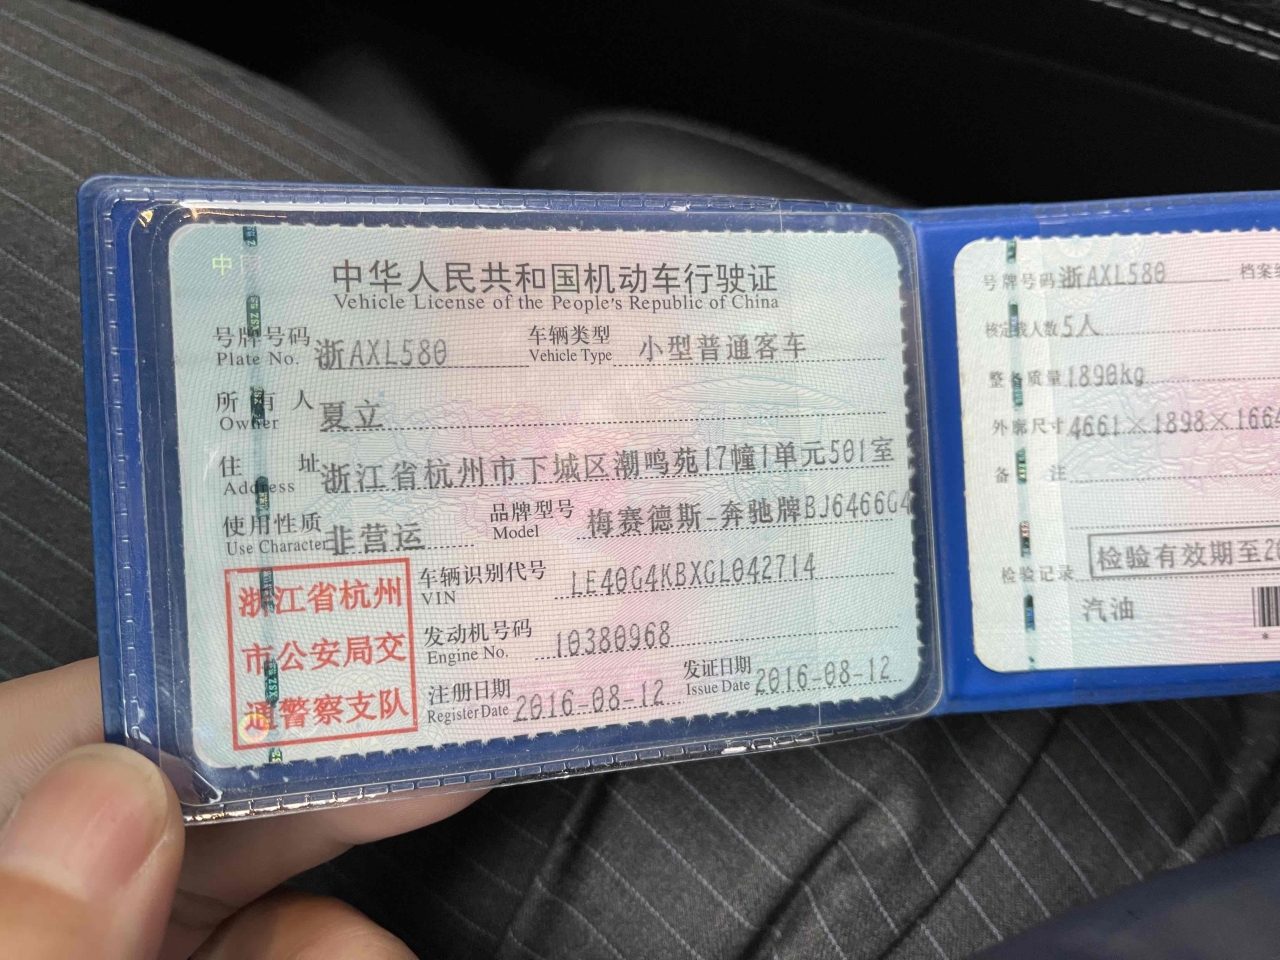 中华人民共和国机动车行驶证
Vehicle License of the People's Republic of China
号牌号码 浙AXL580 车辆类型 小型普通客车
Plate No. Vehicle Type
所有人 夏立
Owner
住址 浙江省杭州市下城区潮鸣苑17幢1单元501室
Address
使用性质 非营运 品牌型号 梅赛德斯-奔驰牌BJ6466G4
Use Character Model
浙江省杭州
市公安局交
通警察支队
车辆识别代号 LE40G4KBXGL042714
VIN
发动机号码 10380968
Engine No.
注册日期 2016-08-12 发证日期 2016-08-12
Register Date Issue Date
号牌号码 浙AXL580 档案
核定载人数 5人
整备质量 1890kg
外廓尺寸 4661×1898×1664
备注
检验记录 检验有效期至20
汽油
*